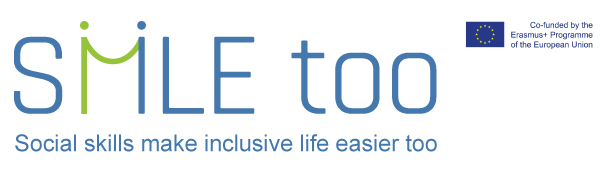 SMILE too
Social skills make inclusive life easier too
Co-funded by the
Erasmus+ Programme
of the European Union